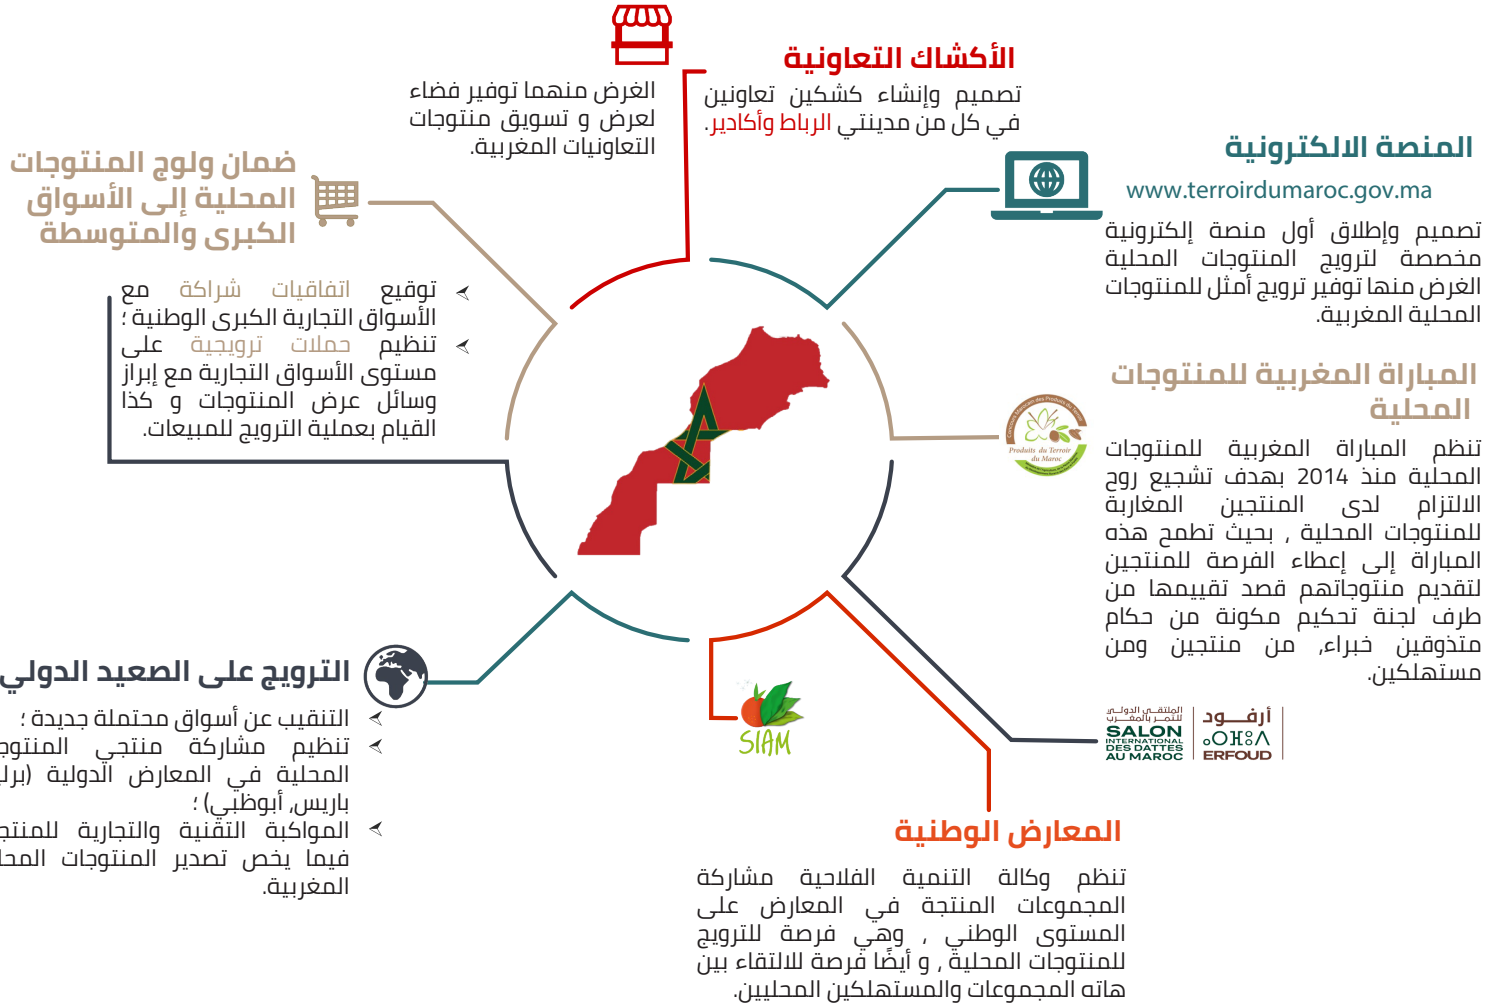 الأكشاك التعاونية
تصميم وإنشاء كشكين تعاونين
في كل من مدينتي الرباط وأكادير.
الغرض منهما توفير فضاء
لعرض و تسويق منتوجات
التعاونيات المغربية.
المنصة الالكترونية
www.terroirdumaroc.gov.ma
تصميم وإطلاق أول منصة إلكترونية
مخصصة لترويج المنتوجات المحلية
الغرض منها توفير ترويج أمثل للمنتوجات
المحلية المغربية.
المباراة المغربية للمنتوجات
المحلية
تنظم المباراة المغربية للمنتوجات
المحلية منذ 2014 بهدف تشجيع روح
الالتزام لدى المنتجين المغاربة
للمنتوجات المحلية ، بحيث تطمح هذه
المباراة إلى إعطاء الفرصة للمنتجين
لتقديم منتوجاتهم قصد تقييمها من
طرف لجنة تحكيم مكونة من حكام
متذوقين خبراء، من منتجين ومن
مستهلكين.
Produits du Terroir
du Maroc
الملتقى الدولي
للتمر بالمغرب
SALON
INTERNATIONAL
DES DATTES
AU MAROC
أرفود
ERFOUD
SIAM
المعارض الوطنية
تنظم وكالة التنمية الفلاحية مشاركة
المجموعات المنتجة في المعارض على
المستوى الوطني ، وهي فرصة للترويج
للمنتوجات المحلية ، و أيضًا فرصة للالتقاء بين
هاته المجموعات والمستهلكين المحليين.
ضمان ولوج المنتوجات
المحلية إلى الأسواق
الكبرى والمتوسطة
توقيع اتفاقيات شراكة مع
الأسواق التجارية الكبرى الوطنية ؛
تنظيم حملات ترويجية على
مستوى الأسواق التجارية مع إبراز
وسائل عرض المنتوجات و كذا
القيام بعملية الترويج للمبيعات.
الترويج على الصعيد الدولي
التنقيب عن أسواق محتملة جديدة ؛
تنظيم مشاركة منتجي
المحلية في المعارض الدولية
باريس، أبوظبي) ؛
المواكبة التقنية والتجارية
فيما يخص تصدير المنتوجات
المغربية.